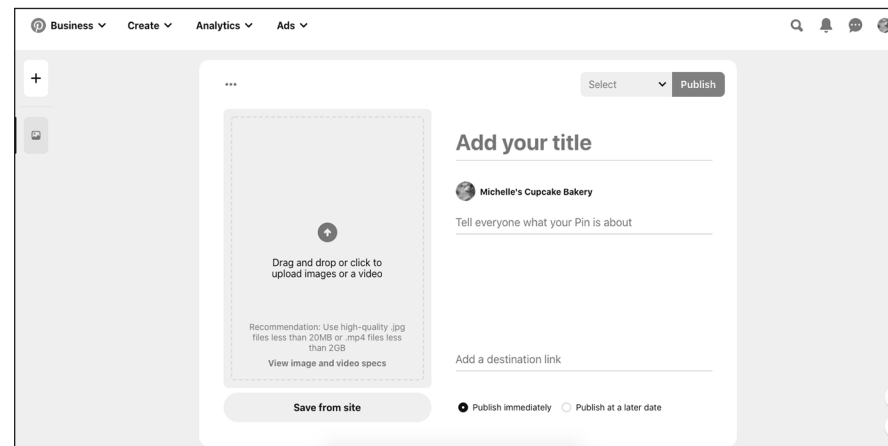 Business Create Analytics Ads
Select Publish
Add your title
Michelle's Cupcake Bakery
Tell everyone what your Pin is about
Drag and drop or click to
upload images or a video
Recommendation: Use high-quality .jpg
files less than 20MB or .mp4 files less
than 2GB
View image and video specs
Add a destination link
Save from site
Publish immediately Publish at a later date